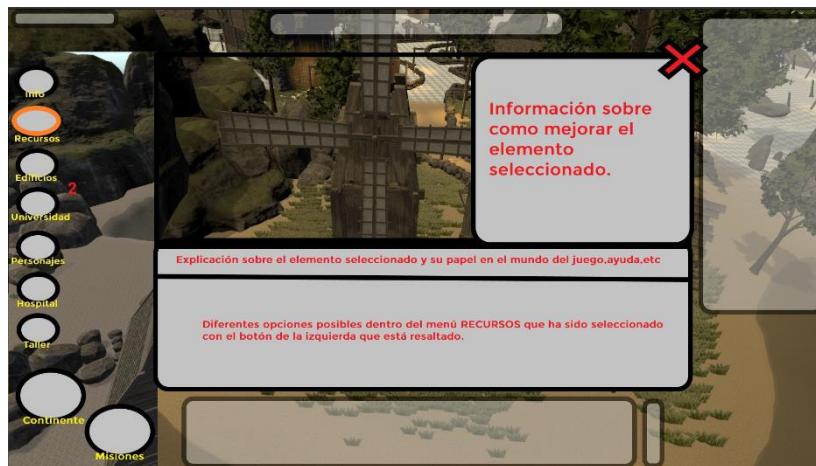 Info
Recursos
Edificios
2
Universidad
Personajes
Hospital
Taller
Continente
Misiones
Información sobre
como mejorar el
elemento
seleccionado.
Explicación sobre el elemento seleccionado y su papel en el mundo del juego,ayuda,etc
Diferentes opciones posibles dentro del menú RECURSOS que ha sido seleccionado
con el botón de la izquierda que está resaltado.